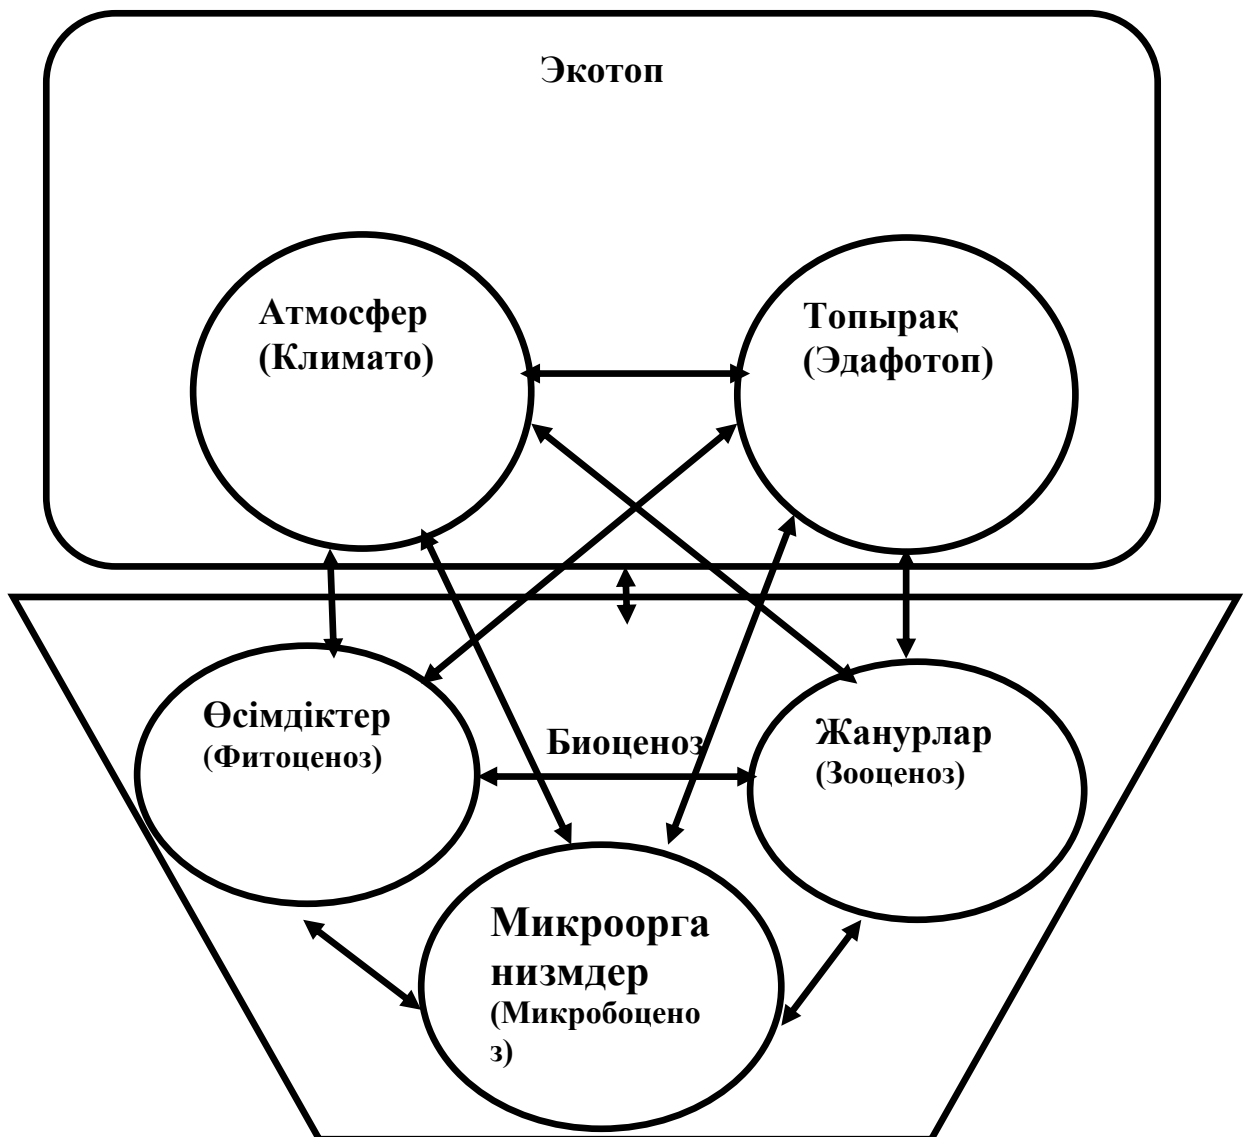 Экотоп
Атмосфер
(Климато)
Топырақ
(Эдафотоп)
Өсімдіктер
(Фитоценоз)
Биоценоз
Жанурлар
(Зооценоз)
Микроорга
низмдер
(Микробоцено
з)